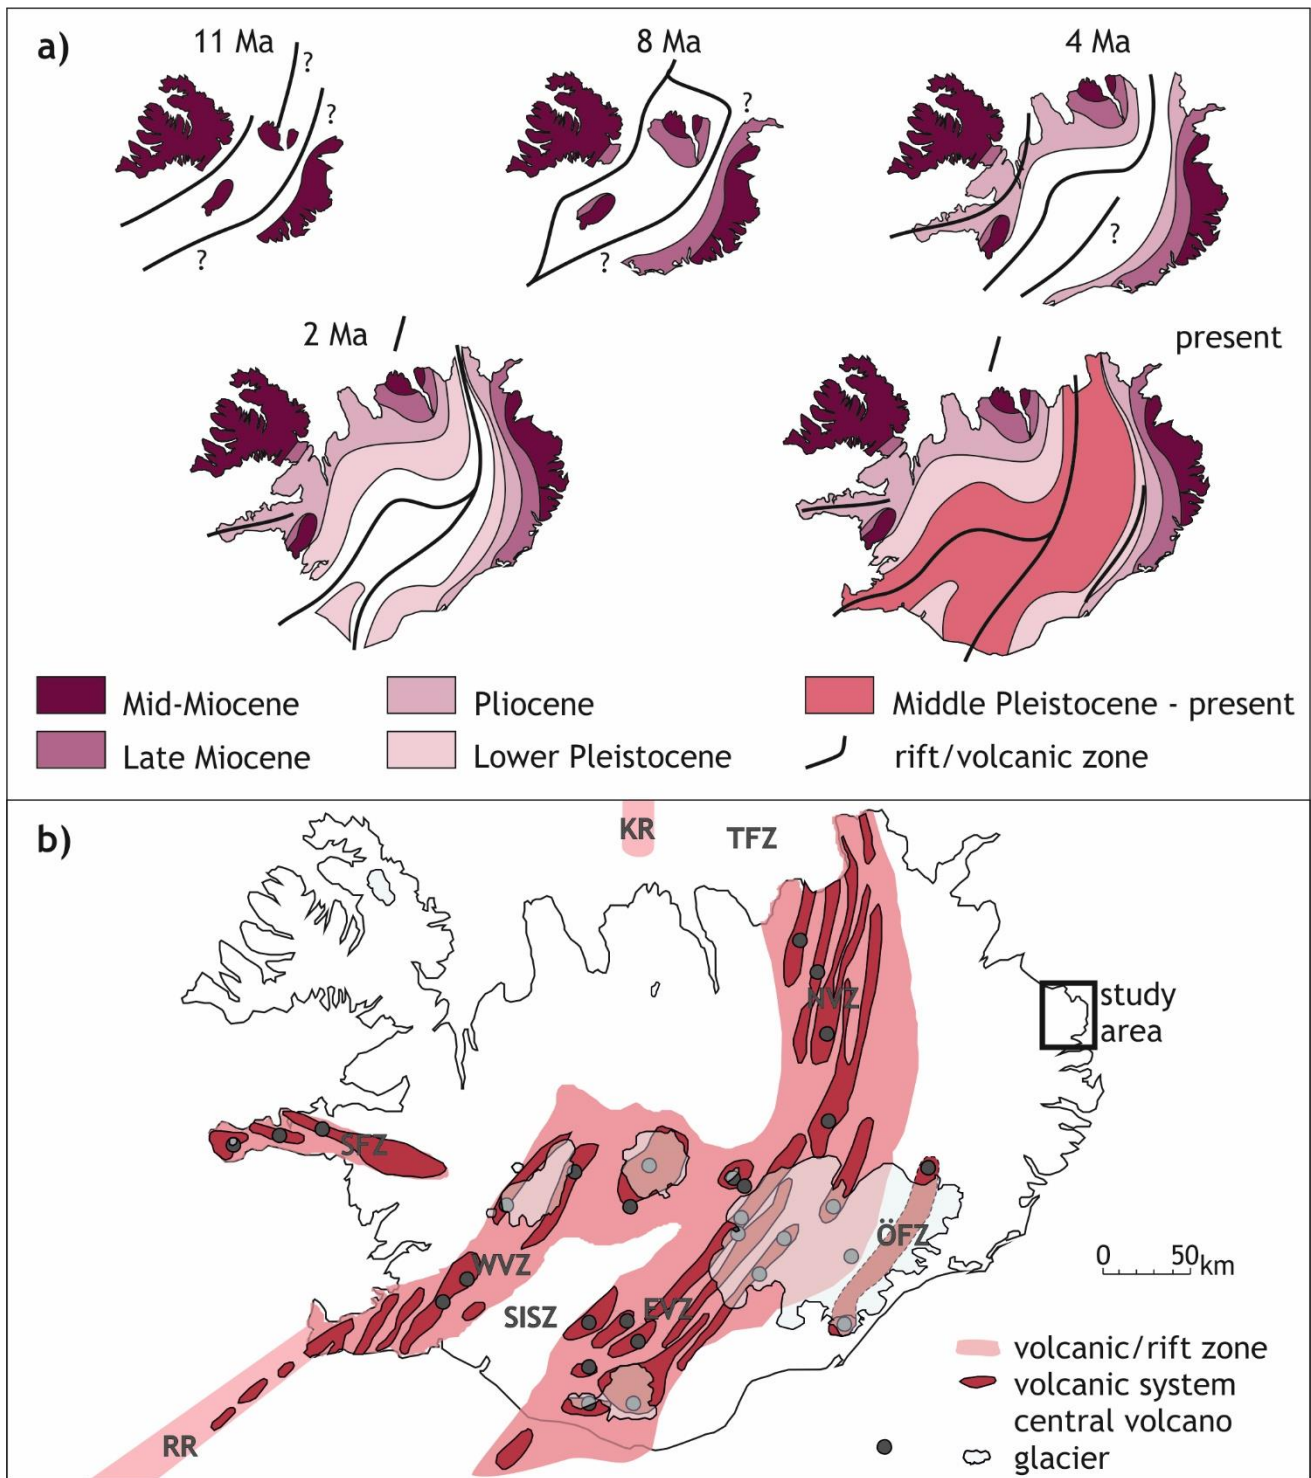 a)
11 Ma
8 Ma
4 Ma
?
?
?
?
?
?
2 Ma
present
Mid-Miocene
Pliocene
Middle Pleistocene - present
Late Miocene
Lower Pleistocene
rift/volcanic zone
b)
KR
TFZ
NVZ
study
area
SFZ
ÖFZ
WVZ
0 50 km
SISZ
EVZ
volcanic/rift zone
volcanic system
central volcano
glacier
RR